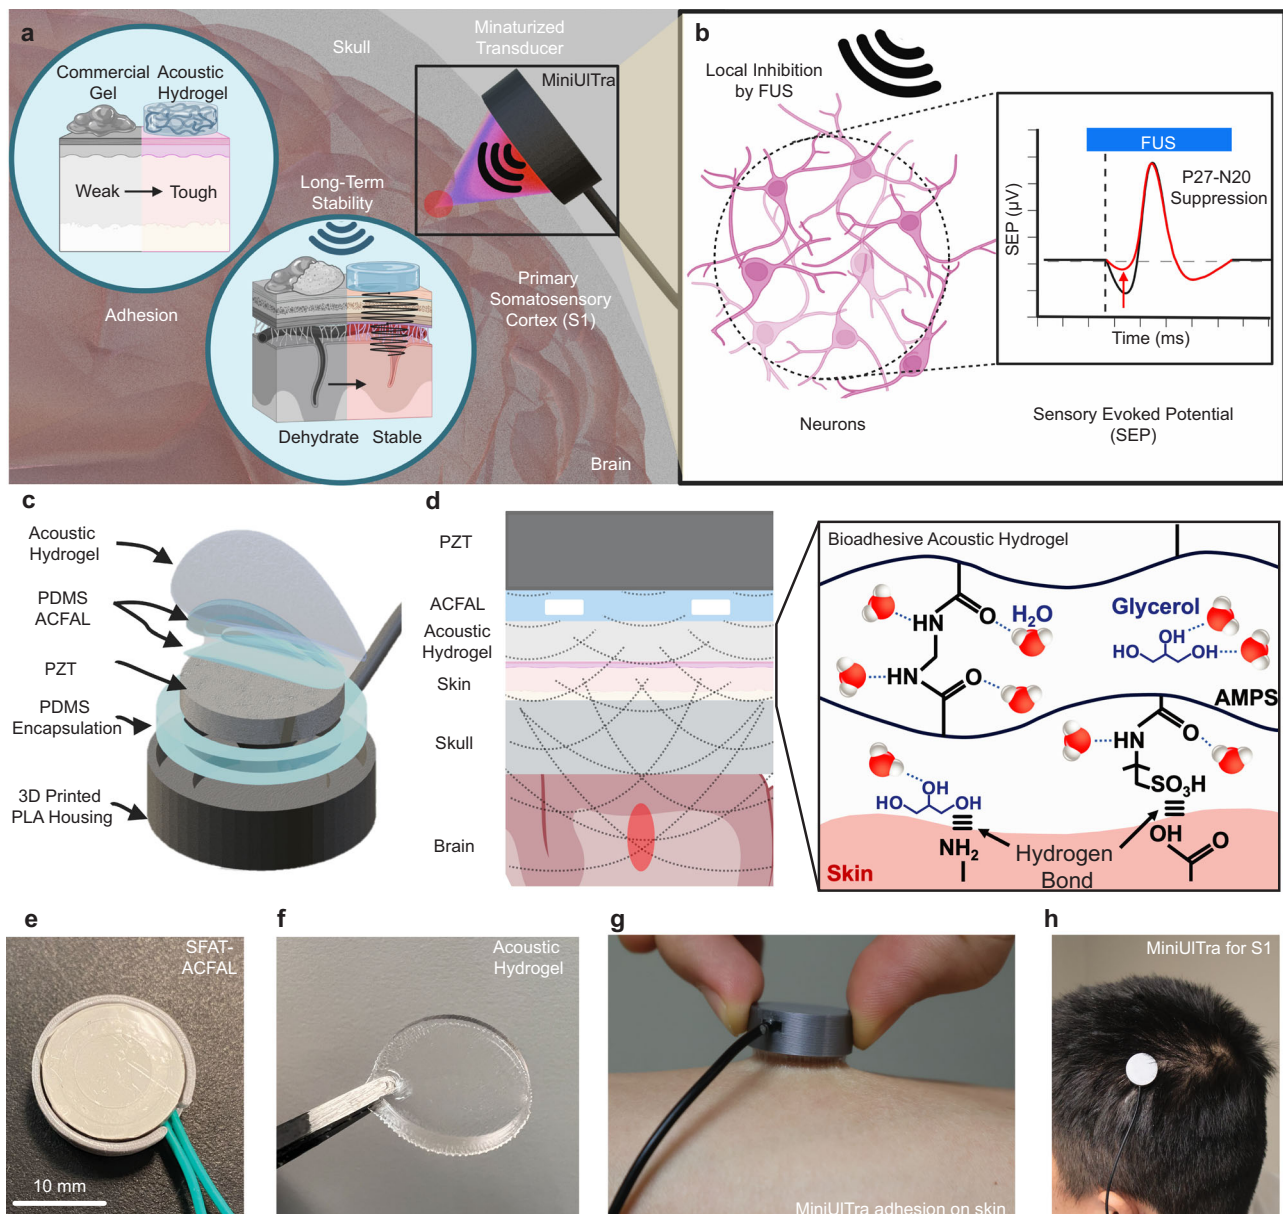 a
Skull
Minaturized
Transducer
MiniUlTra
Commercial
Gel
Acoustic
Hydrogel
Weak
Tough
Adhesion
Long-Term
Stability
Dehydrate
Stable
Primary
Somatosensory
Cortex (S1)
Brain
b
Local Inhibition
by FUS
Neurons
FUS
P27-N20
Suppression
SEP (µV)
Time (ms)
Sensory Evoked Potential
(SEP)
c
Acoustic
Hydrogel
PDMS
ACFAL
PZT
PDMS
Encapsulation
3D Printed
PLA Housing
d
PZT
ACFAL
Acoustic
Hydrogel
Skin
Skull
Brain
Bioadhesive Acoustic Hydrogel
HN
O
H₂O
HN
O
Glycerol
OH
HO
OH
AMPS
HN
O
SO₃H
OH
HO
OH
NH₂
OH
O
Hydrogen
Bond
Skin
e
SFAT-
ACFAL
10 mm
f
Acoustic
Hydrogel
g
MiniUlTra adhesion on skin
h
MiniUlTra for S1